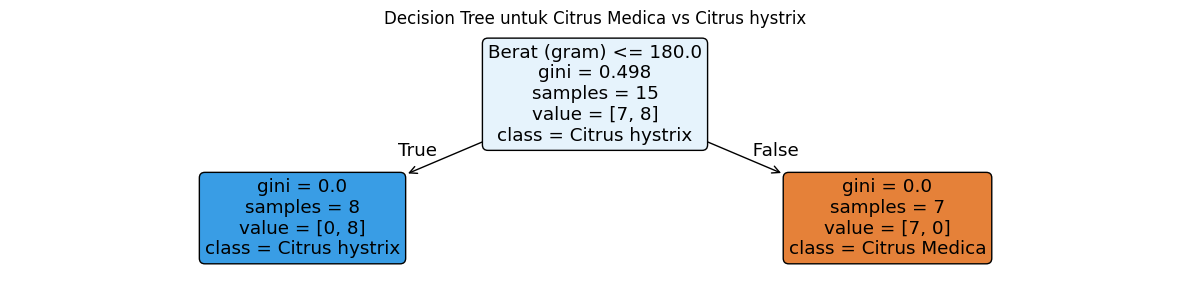 Decision Tree untuk Citrus Medica vs Citrus hystrix
Berat (gram) <= 180.0
gini = 0.498
samples = 15
value = [7, 8]
class = Citrus hystrix
True
False
gini = 0.0
samples = 8
value = [0, 8]
class = Citrus hystrix
gini = 0.0
samples = 7
value = [7, 0]
class = Citrus Medica